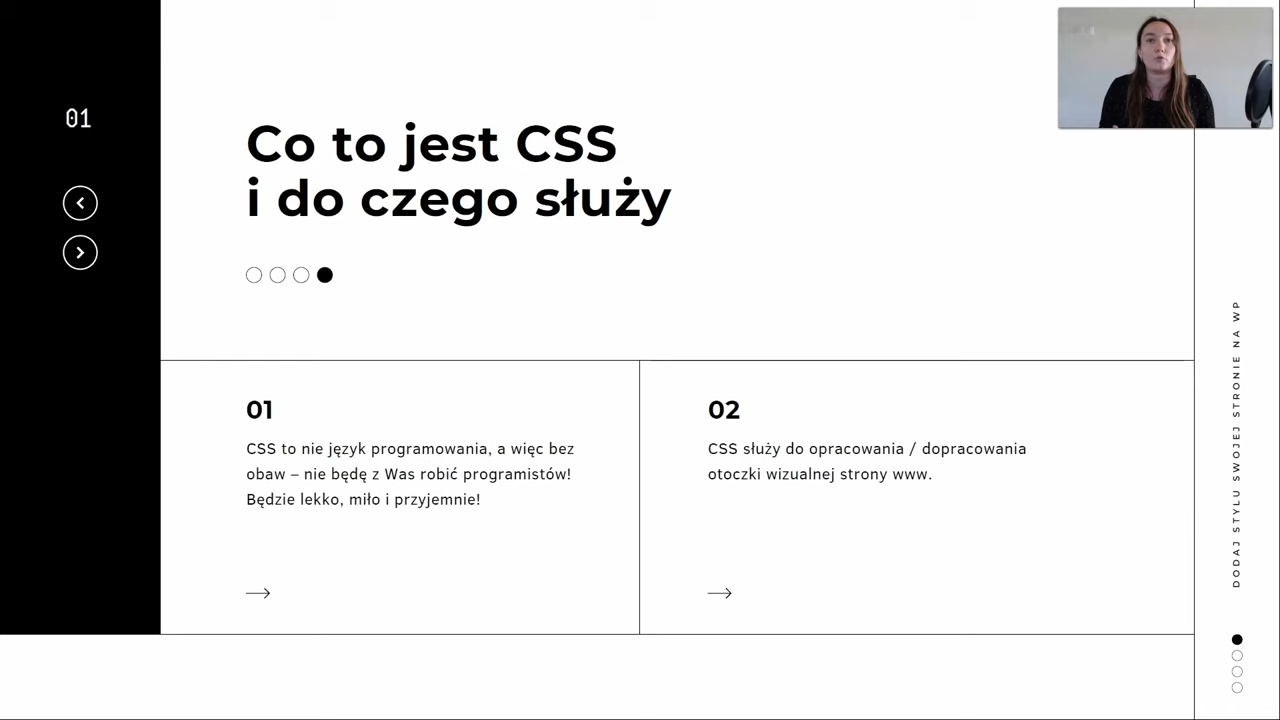 01
Co to jest CSS
i do czego służy
01
CSS to nie język programowania, a więc bez
obaw – nie będę z Was robić programistów!
Będzie lekko, miło i przyjemnie!
02
CSS służy do opracowania / dopracowania
otoczki wizualnej strony www.
DODAJ STYLU SWOJEJ STRONIE NA WP